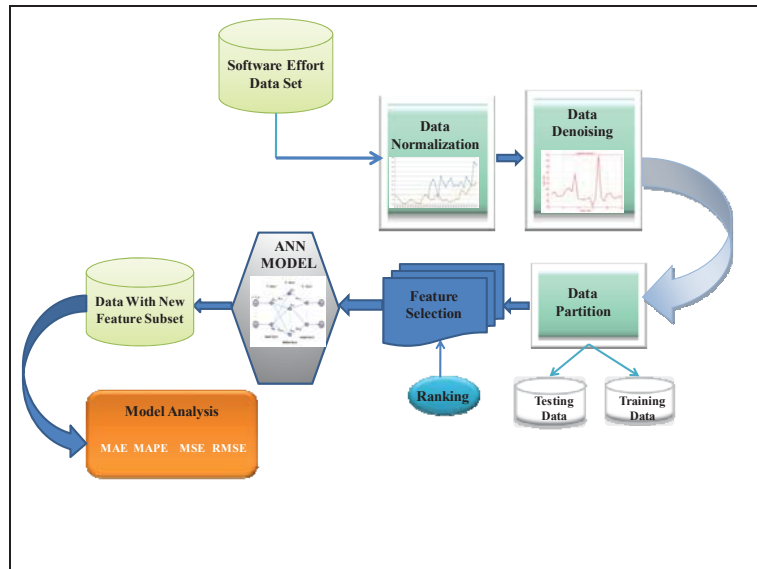 Software Effort
Data Set
Data
Normalization
Data
Denoising
Data
Partition
Testing
Data
Training
Data
Feature
Selection
Ranking
ANN
MODEL
Data With New
Feature Subset
Model Analysis
MAE MAPE MSE RMSE